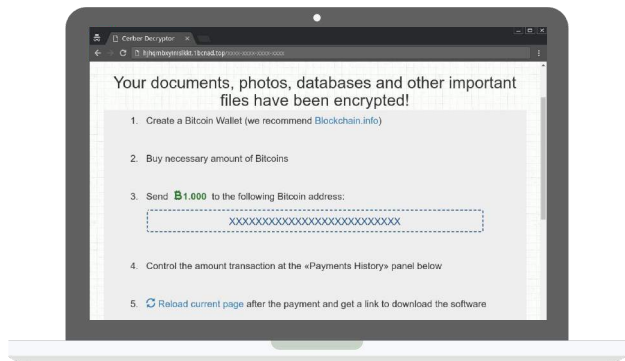 Cerber Decryptor
Your documents, photos, databases and other important
files have been encrypted!
1. Create a Bitcoin Wallet (we recommend Blockchain.info)
2. Buy necessary amount of Bitcoins
3. Send ₿1.000 to the following Bitcoin address:
XXXXXXXXXXXXXXXXXXXXXXXXXX
4. Control the amount transaction at the «Payments History» panel below
5. Reload current page after the payment and get a link to download the software